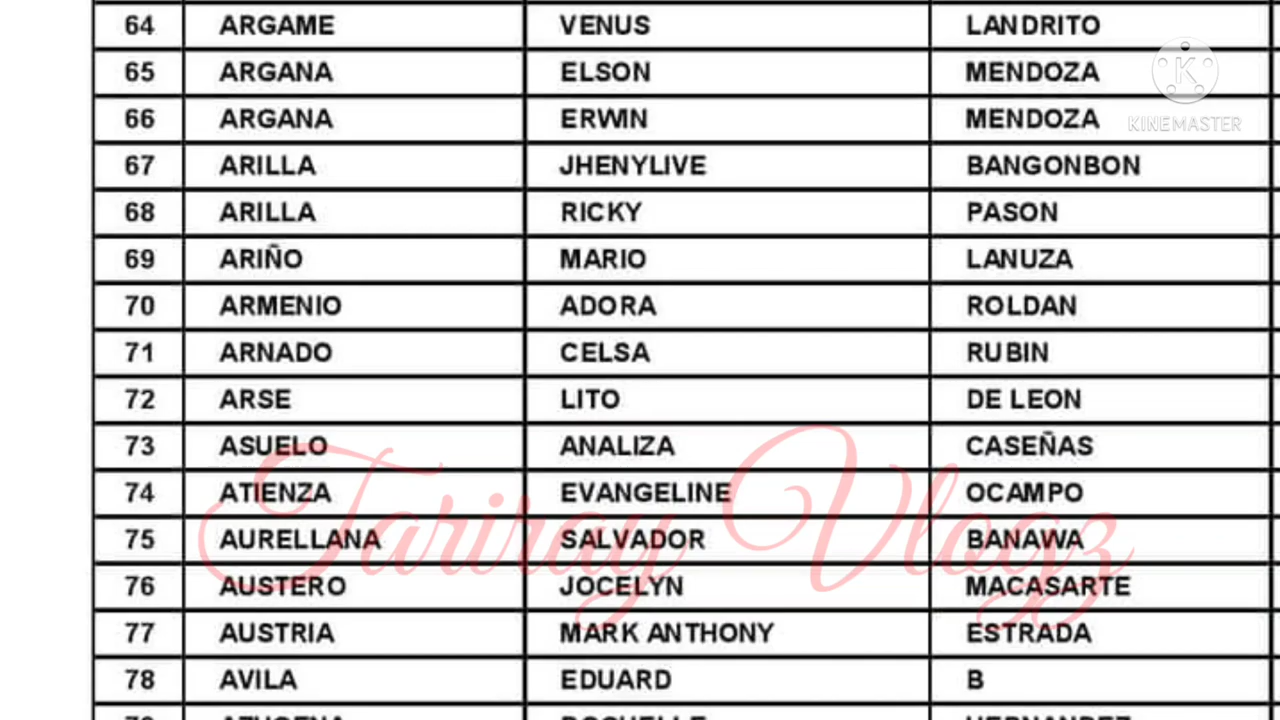 64 ARGAME VENUS LANDRITO
65 ARGANA ELSON MENDOZA
66 ARGANA ERWIN MENDOZA
KINEMASTER
67 ARILLA JHENYLIVE BANGONBON
68 ARILLA RICKY PASON
69 ARIÑO MARIO LANUZA
70 ARMENIO ADORA ROLDAN
71 ARNADO CELSA RUBIN
72 ARSE LITO DE LEON
73 ASUELO ANALIZA CASEÑAS
74 ATIENZA EVANGELINE OCAMPO
Tariray Vlogz
75 AURELLANA SALVADOR BANAWA
76 AUSTERO JOCELYN MACASARTE
77 AUSTRIA MARK ANTHONY ESTRADA
78 AVILA EDUARD B